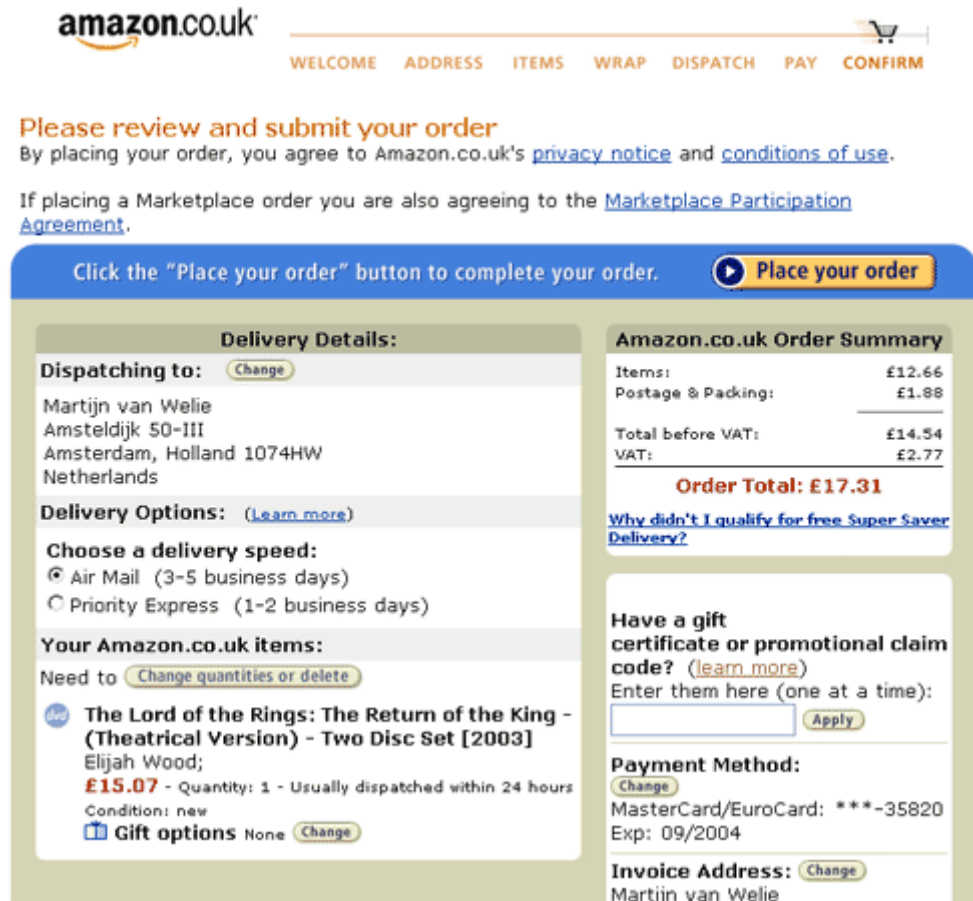 amazon.co.uk
WELCOME ADDRESS ITEMS WRAP DISPATCH PAY CONFIRM
Please review and submit your order
By placing your order, you agree to Amazon.co.uk's privacy notice and conditions of use.
If placing a Marketplace order you are also agreeing to the Marketplace Participation
Agreement.
Click the "Place your order" button to complete your order.
Place your order
Delivery Details:
Dispatching to: Change
Martijn van Welie
Amsteldijk 50-III
Amsterdam, Holland 1074HW
Netherlands
Delivery Options: (Learn more)
Choose a delivery speed:
Air Mail (3-5 business days)
Priority Express (1-2 business days)
Your Amazon.co.uk items:
Need to Change quantities or delete
dvd
The Lord of the Rings: The Return of the King -
(Theatrical Version) - Two Disc Set [2003]
Elijah Wood;
£15.07 - Quantity: 1 - Usually dispatched within 24 hours
Condition: new
Gift options None Change
Amazon.co.uk Order Summary
Items: £12.66
Postage & Packing: £1.88
Total before VAT: £14.54
VAT: £2.77
Order Total: £17.31
Why didn't I qualify for free Super Saver
Delivery?
Have a gift
certificate or promotional claim
code? (learn more)
Enter them here (one at a time):
Apply
Payment Method:
Change
MasterCard/EuroCard: ***-35820
Exp: 09/2004
Invoice Address: Change
Martijn van Welie